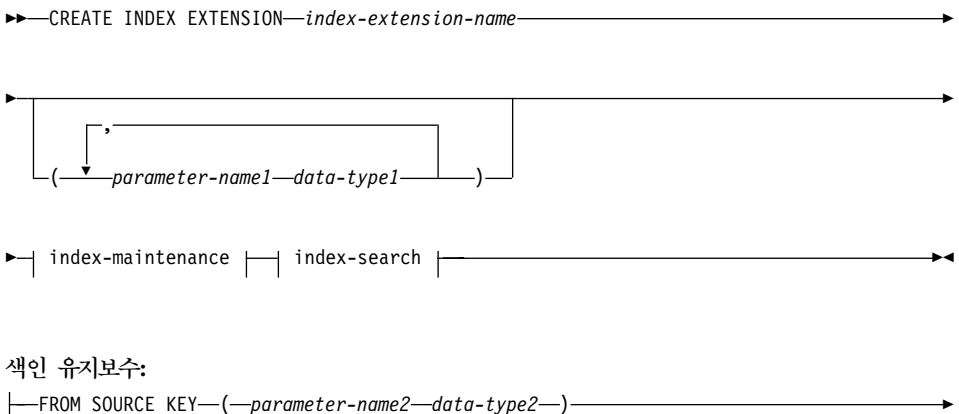 CREATE INDEX EXTENSION index-extension-name
,
( parameter-name1 data-type1 )
index-maintenance index-search
색인 유지보수:
FROM SOURCE KEY ( parameter-name2 data-type2 )